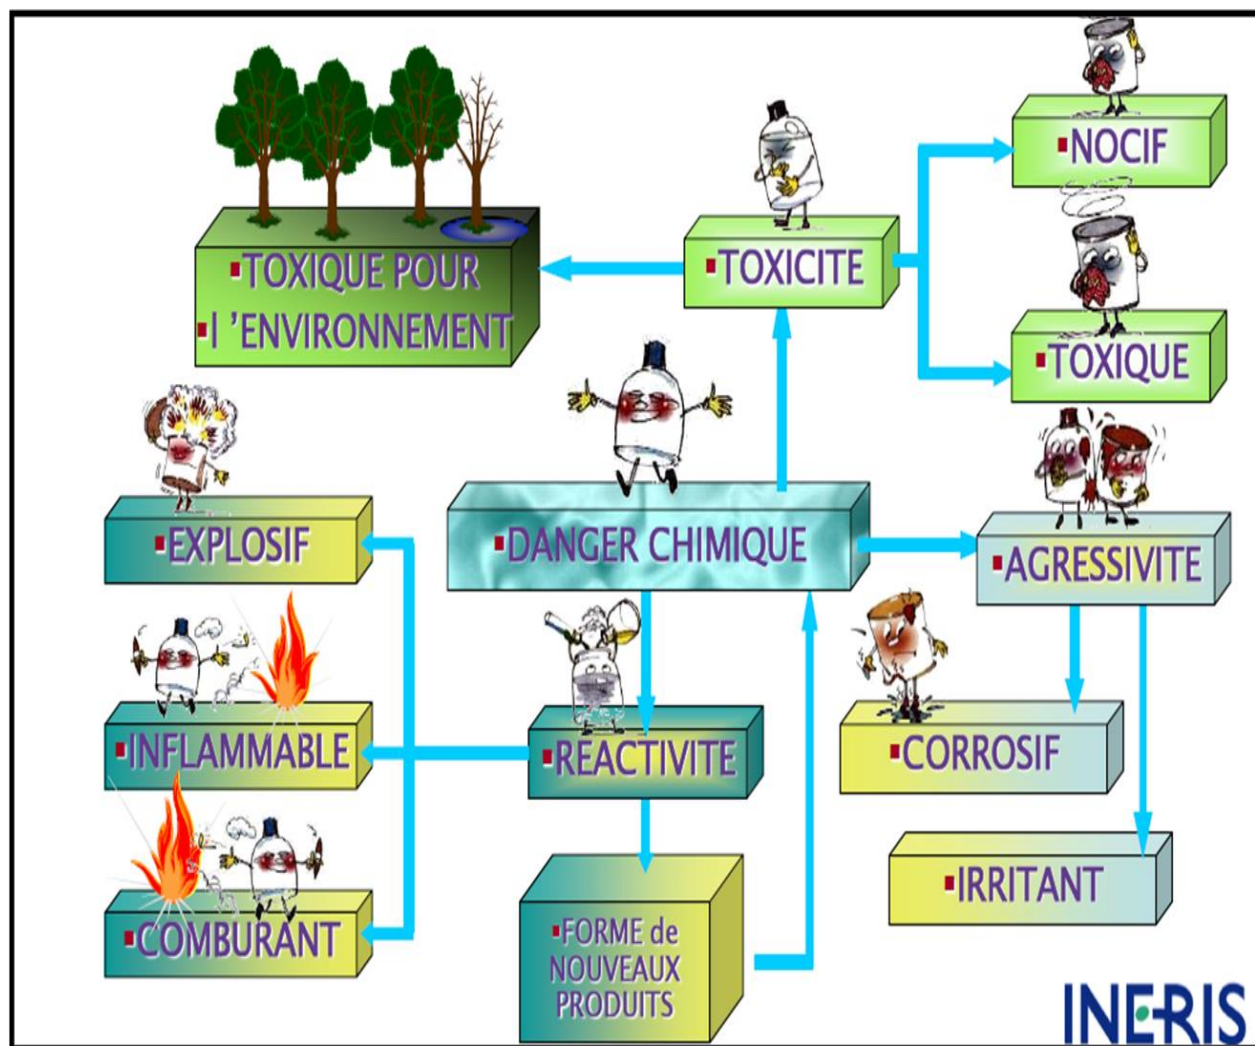 ▪NOCIF
▪TOXICITE
▪TOXIQUE POUR
▪l ’ENVIRONNEMENT
▪TOXIQUE
▪EXPLOSIF
▪DANGER CHIMIQUE
▪AGRESSIVITE
▪INFLAMMABLE
▪REACTIVITE
▪CORROSIF
▪IRRITANT
▪COMBURANT
▪FORME de
NOUVEAUX
PRODUITS
INERIS